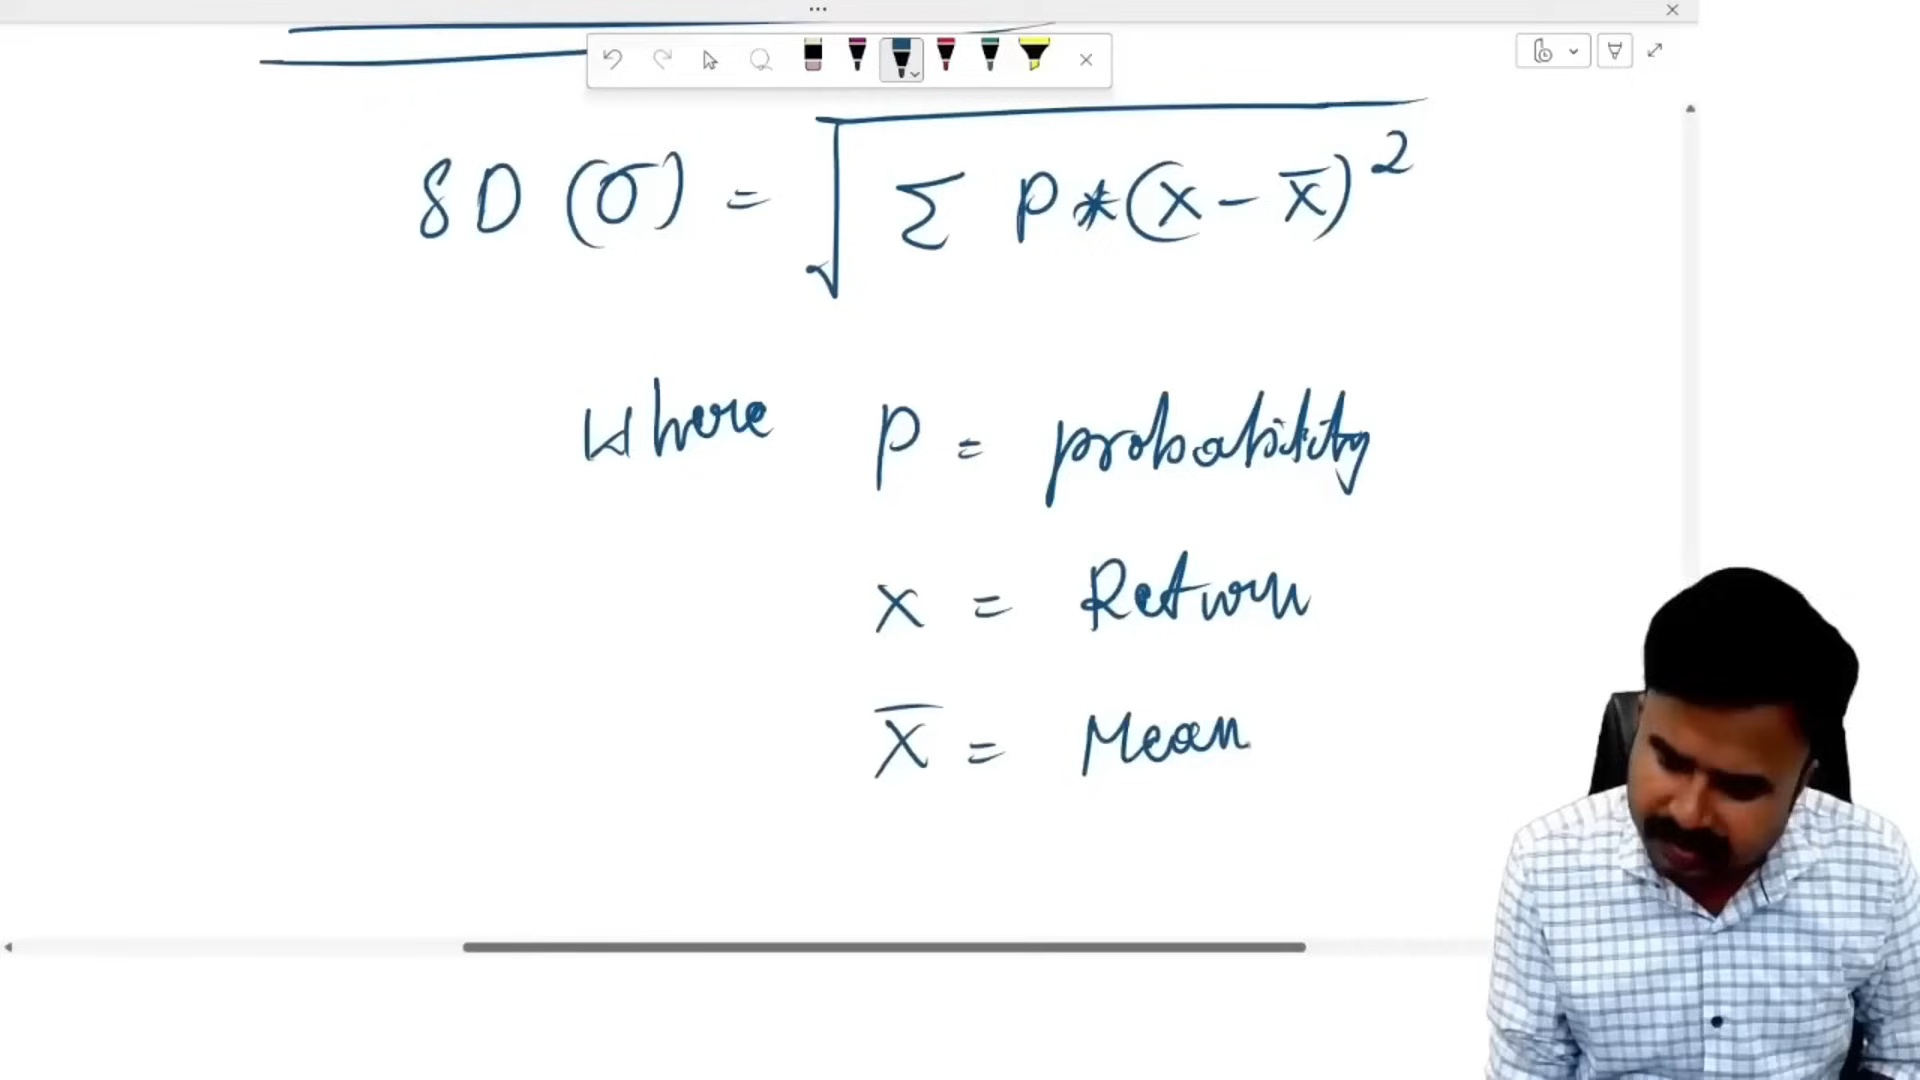 SD (σ) = √ Σ P*(x - x̄)²
Where P = probability
x = Return
X̄ = Mean